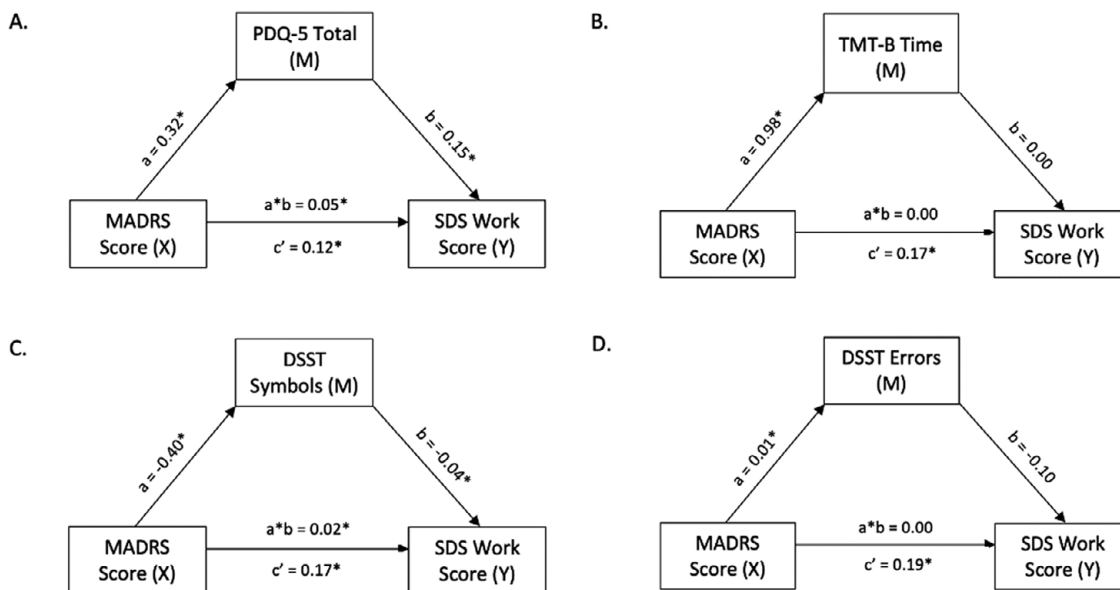 A.
PDQ-5 Total
(M)
a = 0.32*
b = 0.15*
MADRS
Score (X)
a*b = 0.05*
c’ = 0.12*
SDS Work
Score (Y)
B.
TMT-B Time
(M)
a = 0.98*
b = 0.00
MADRS
Score (X)
a*b = 0.00
c’ = 0.17*
SDS Work
Score (Y)
C.
DSST
Symbols (M)
a = -0.40*
b = -0.04*
MADRS
Score (X)
a*b = 0.02*
c’ = 0.17*
SDS Work
Score (Y)
D.
DSST Errors
(M)
a = 0.01*
b = -0.10
MADRS
Score (X)
a*b = 0.00
c’ = 0.19*
SDS Work
Score (Y)